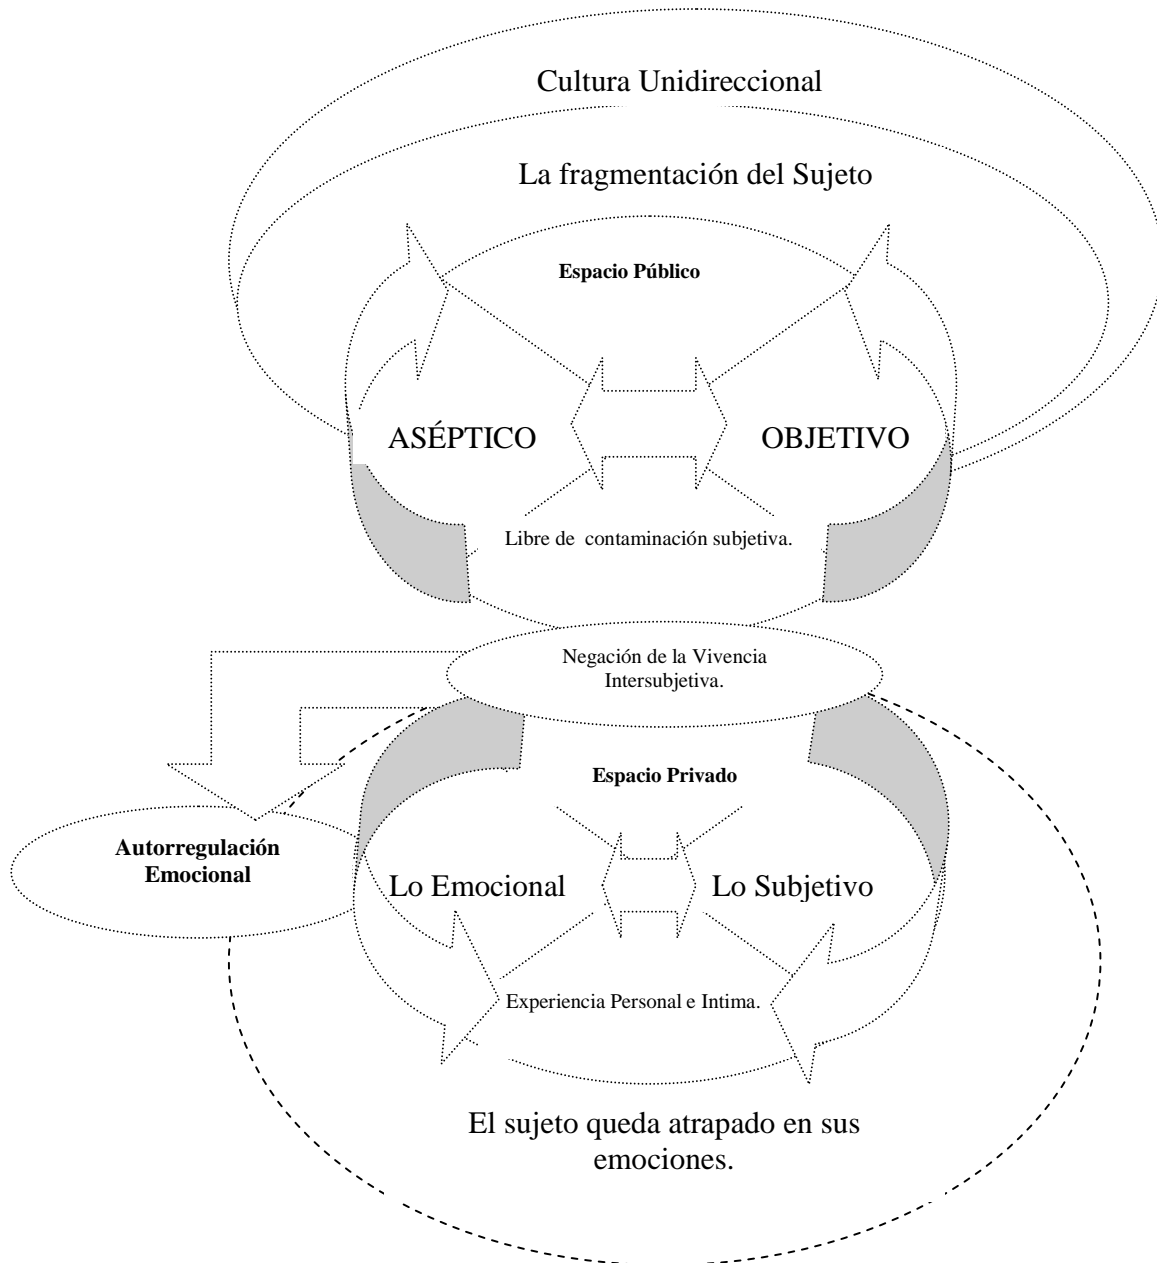 Cultura Unidireccional
La fragmentación del Sujeto
Espacio Público
ASÉPTICO
OBJETIVO
Libre de contaminación subjetiva.
Negación de la Vivencia
Intersubjetiva.
Espacio Privado
Autorregulación
Emocional
Lo Emocional
Lo Subjetivo
Experiencia Personal e Intima.
El sujeto queda atrapado en sus
emociones.